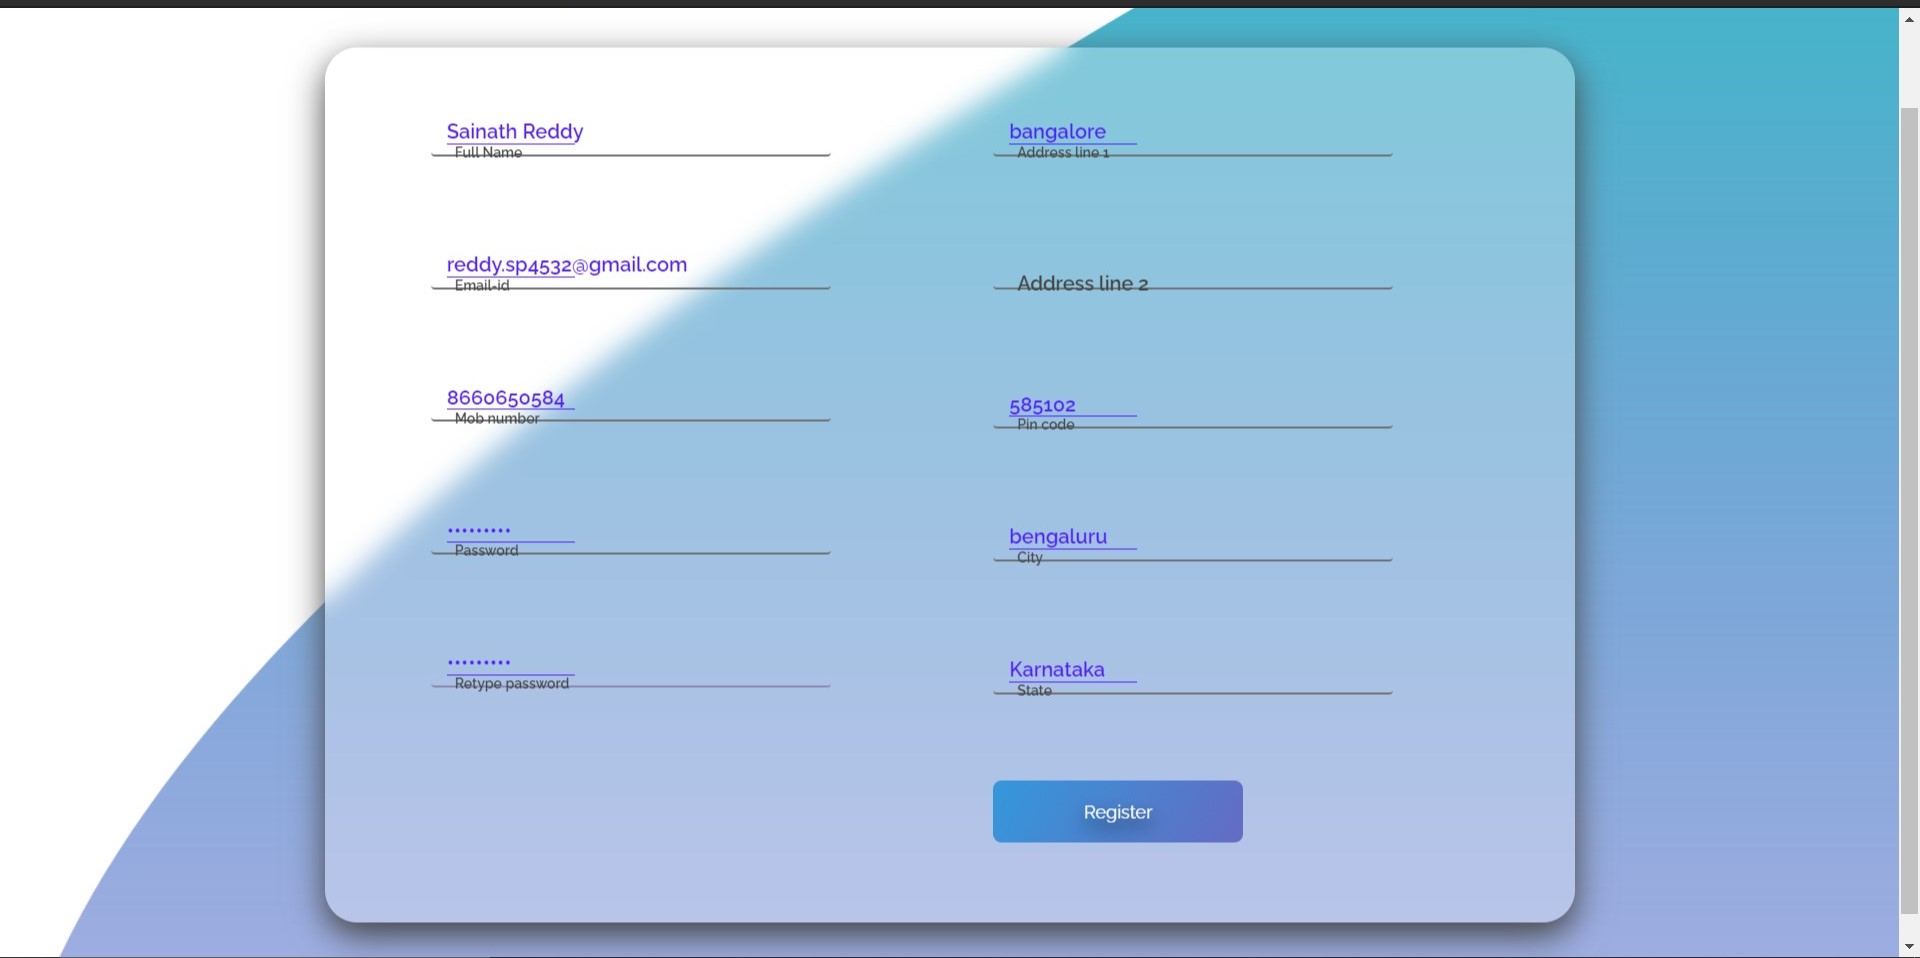 Sainath Reddy
Full Name
reddy.sp4532@gmail.com
Email-id
8660650584
Mob number
•••••••••
Password
•••••••••
Retype password
bangalore
Address line 1
Address line 2
585102
Pin code
bengaluru
City
Karnataka
State
Register